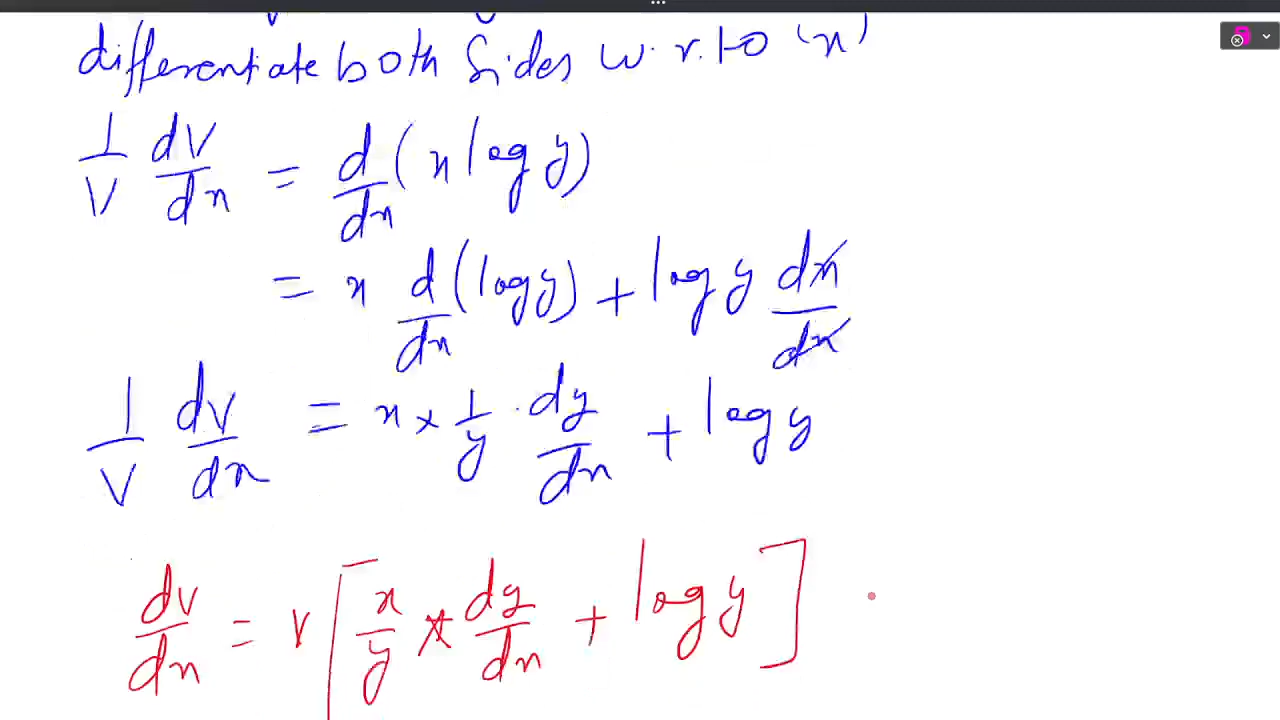 differentiate both sides w.r.to 'x'
1/V dV/dx = d/dx (x log y)
= x d/dx (log y) + log y dx/dx
1/V dV/dx = x × 1/y . dy/dx + log y
dv/dx = v [ x/y × dy/dx + log y ]